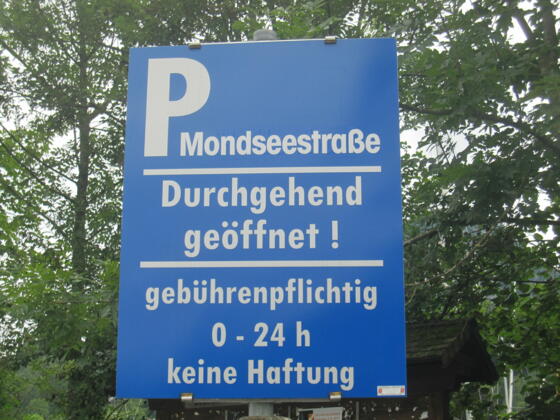 P
Mondseestraße
Durchgehend
geöffnet !
gebührenpflichtig
0 - 24 h
keine Haftung